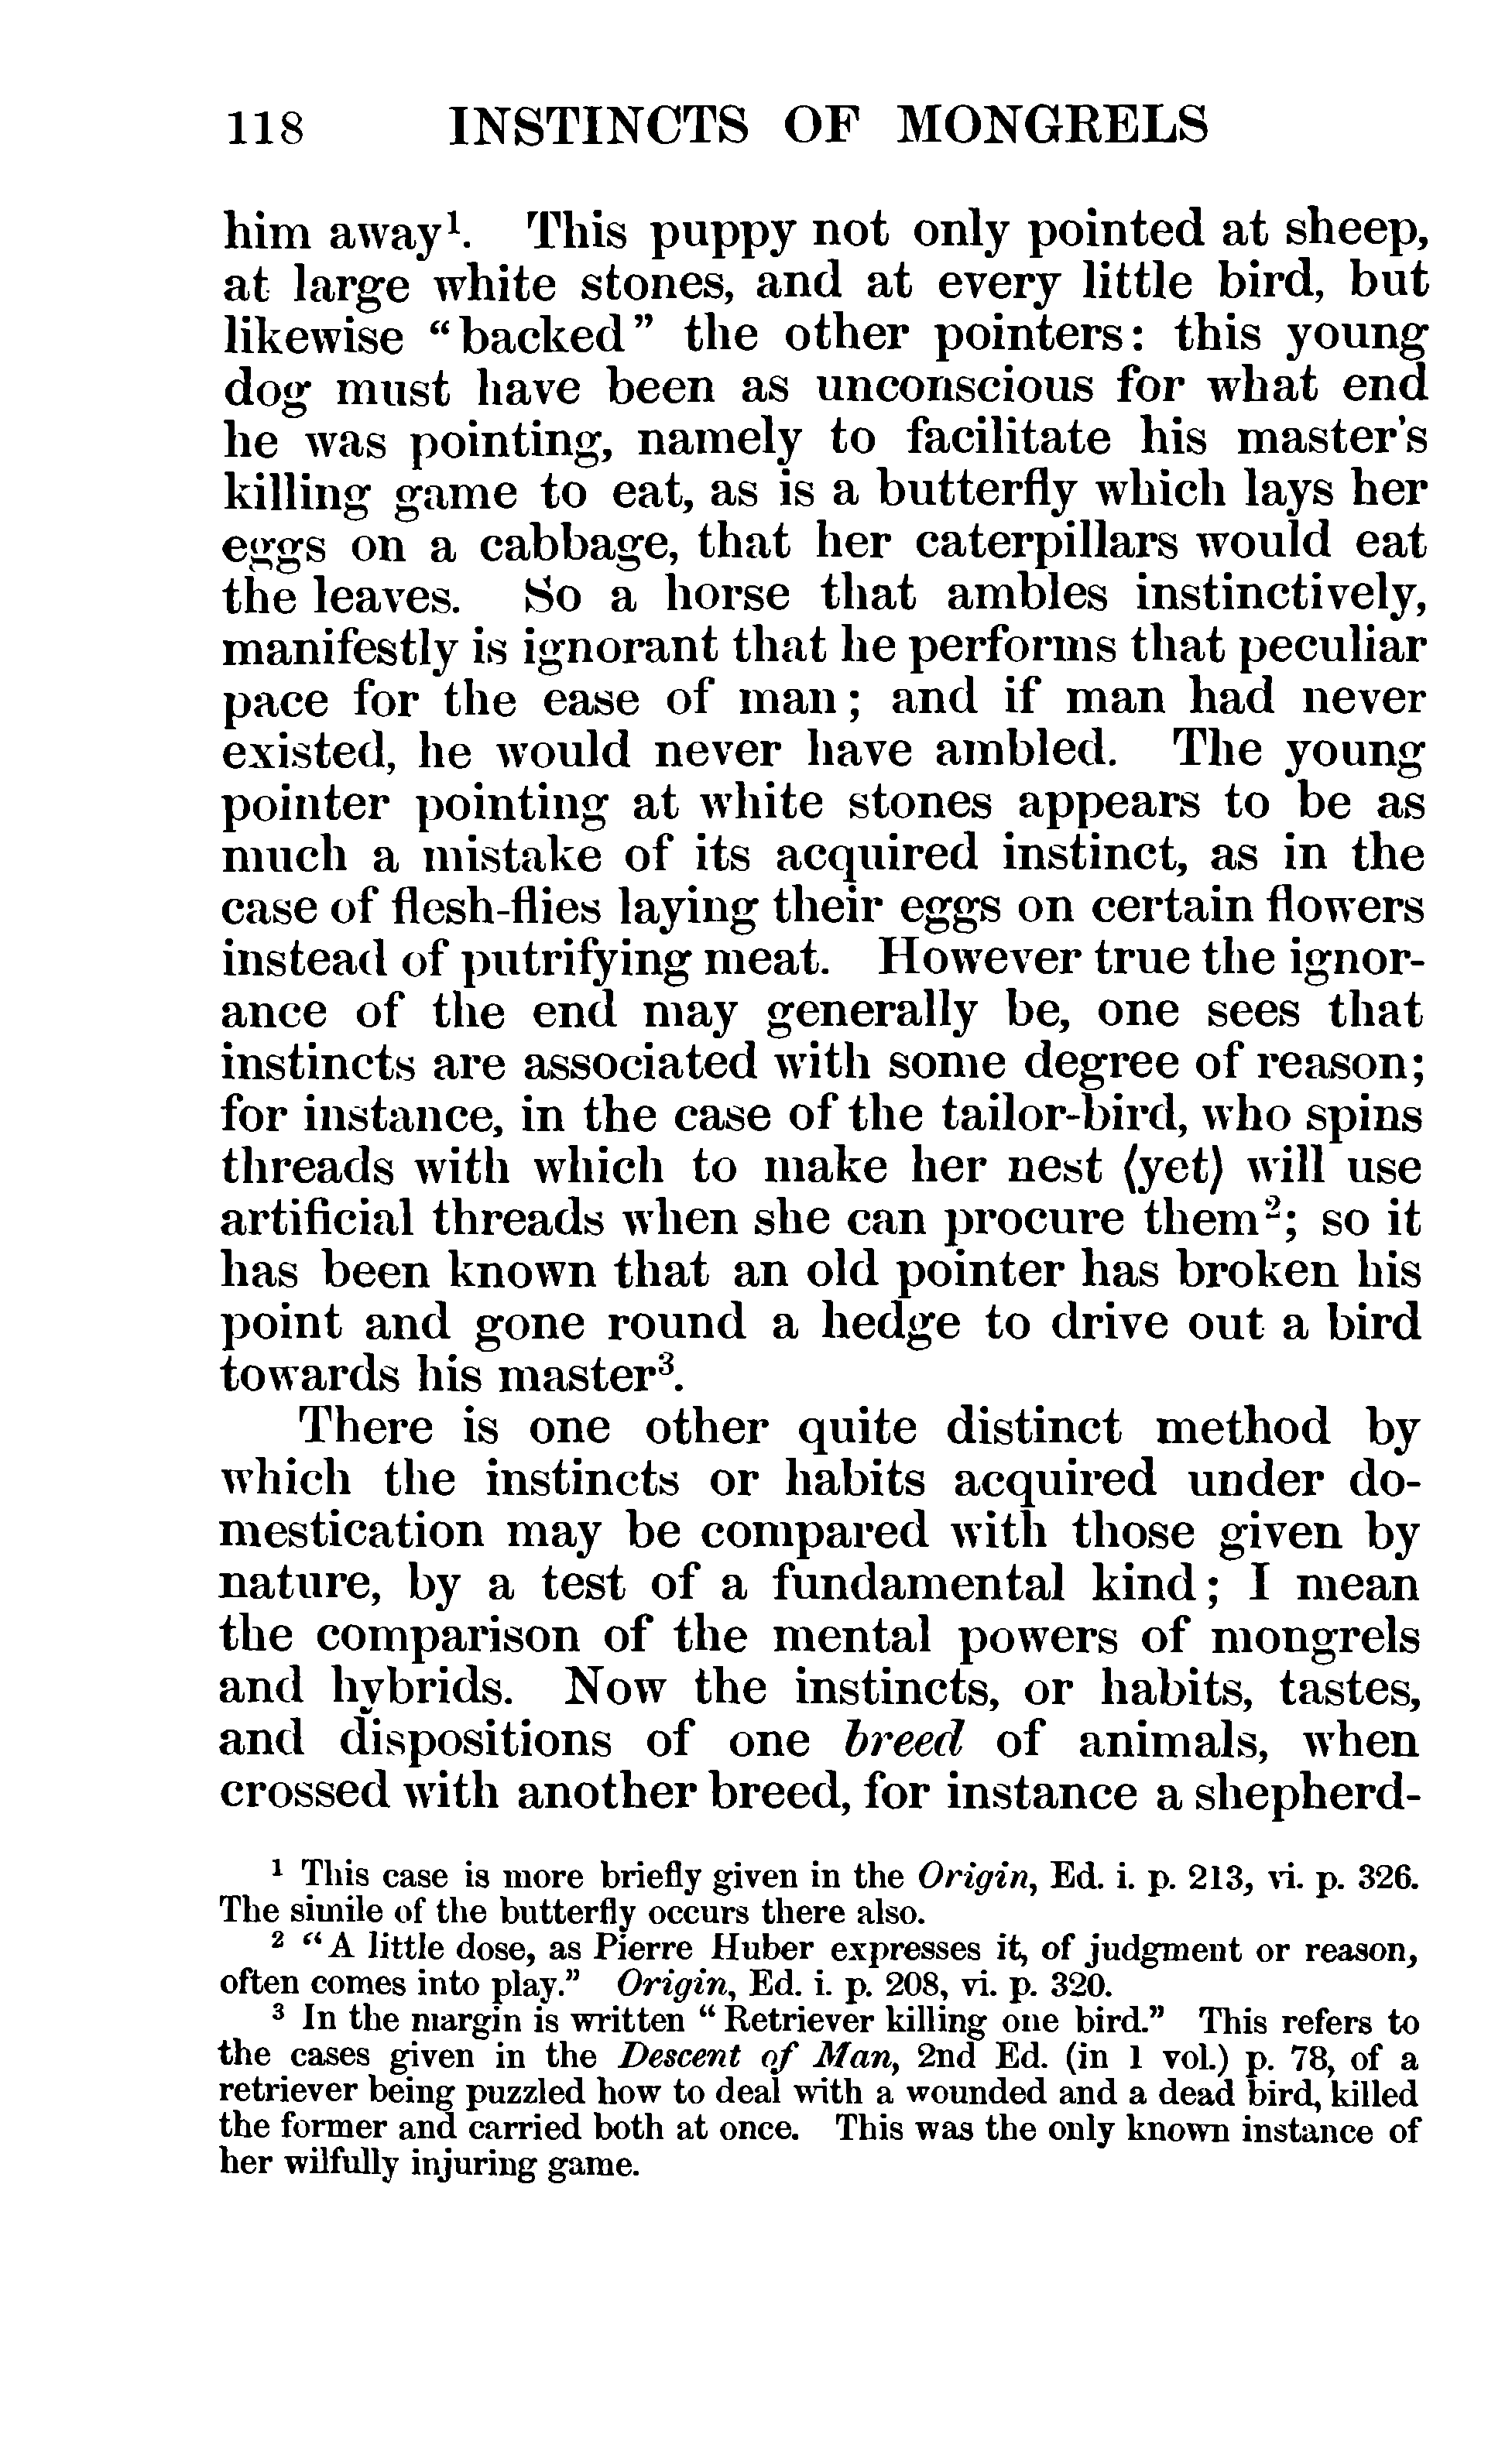 118 INSTINCTS OF MONGRELS
him away¹. This puppy not only pointed at sheep,
at large white stones, and at every little bird, but
likewise “backed” the other pointers: this young
dog must have been as unconscious for what end
he was pointing, namely to facilitate his master's
killing game to eat, as is a butterfly which lays her
eggs on a cabbage, that her caterpillars would eat
the leaves. So a horse that ambles instinctively,
manifestly is ignorant that he performs that peculiar
pace for the ease of man; and if man had never
existed, he would never have ambled. The young
pointer pointing at white stones appears to be as
much a mistake of its acquired instinct, as in the
case of flesh-flies laying their eggs on certain flowers
instead of putrifying meat. However true the ignor-
ance of the end may generally be, one sees that
instincts are associated with some degree of reason;
for instance, in the case of the tailor-bird, who spins
threads with which to make her nest ⟨yet⟩ will use
artificial threads when she can procure them²; so it
has been known that an old pointer has broken his
point and gone round a hedge to drive out a bird
towards his master³.
There is one other quite distinct method by
which the instincts or habits acquired under do-
mestication may be compared with those given by
nature, by a test of a fundamental kind; I mean
the comparison of the mental powers of mongrels
and hybrids. Now the instincts, or habits, tastes,
and dispositions of one breed of animals, when
crossed with another breed, for instance a shepherd-
¹ This case is more briefly given in the Origin, Ed. i. p. 213, vi. p. 326.
The simile of the butterfly occurs there also.
² “A little dose, as Pierre Huber expresses it, of judgment or reason,
often comes into play.” Origin, Ed. i. p. 208, vi. p. 320.
³ In the margin is written “Retriever killing one bird.” This refers to
the cases given in the Descent of Man, 2nd Ed. (in 1 vol.) p. 78, of a
retriever being puzzled how to deal with a wounded and a dead bird, killed
the former and carried both at once. This was the only known instance of
her wilfully injuring game.